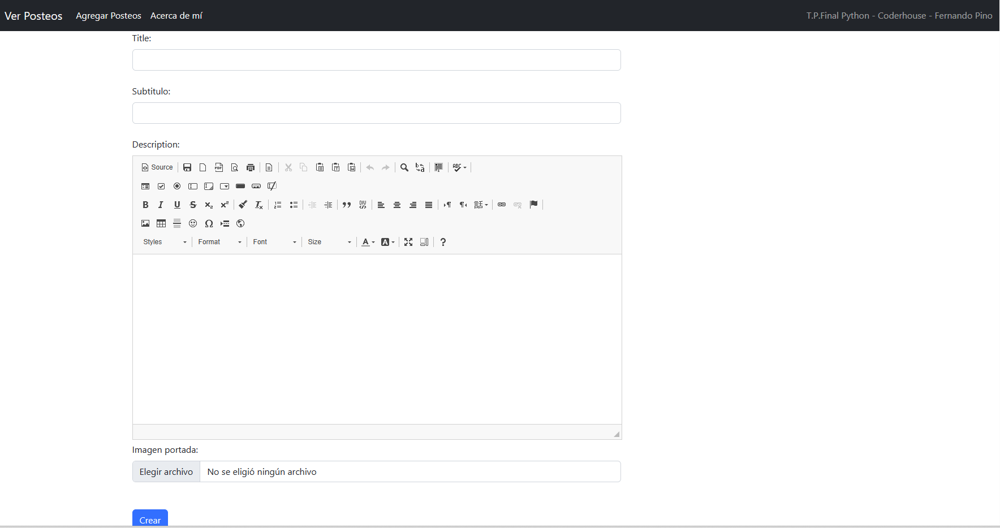 Ver Posteos Agregar Posteos Acerca de mí T.P.Final Python - Coderhouse - Fernando Pino
Title:
Subtitulo:
Description:
Source
Styles Format Font Size
Imagen portada:
Elegir archivo No se eligió ningún archivo
Crear